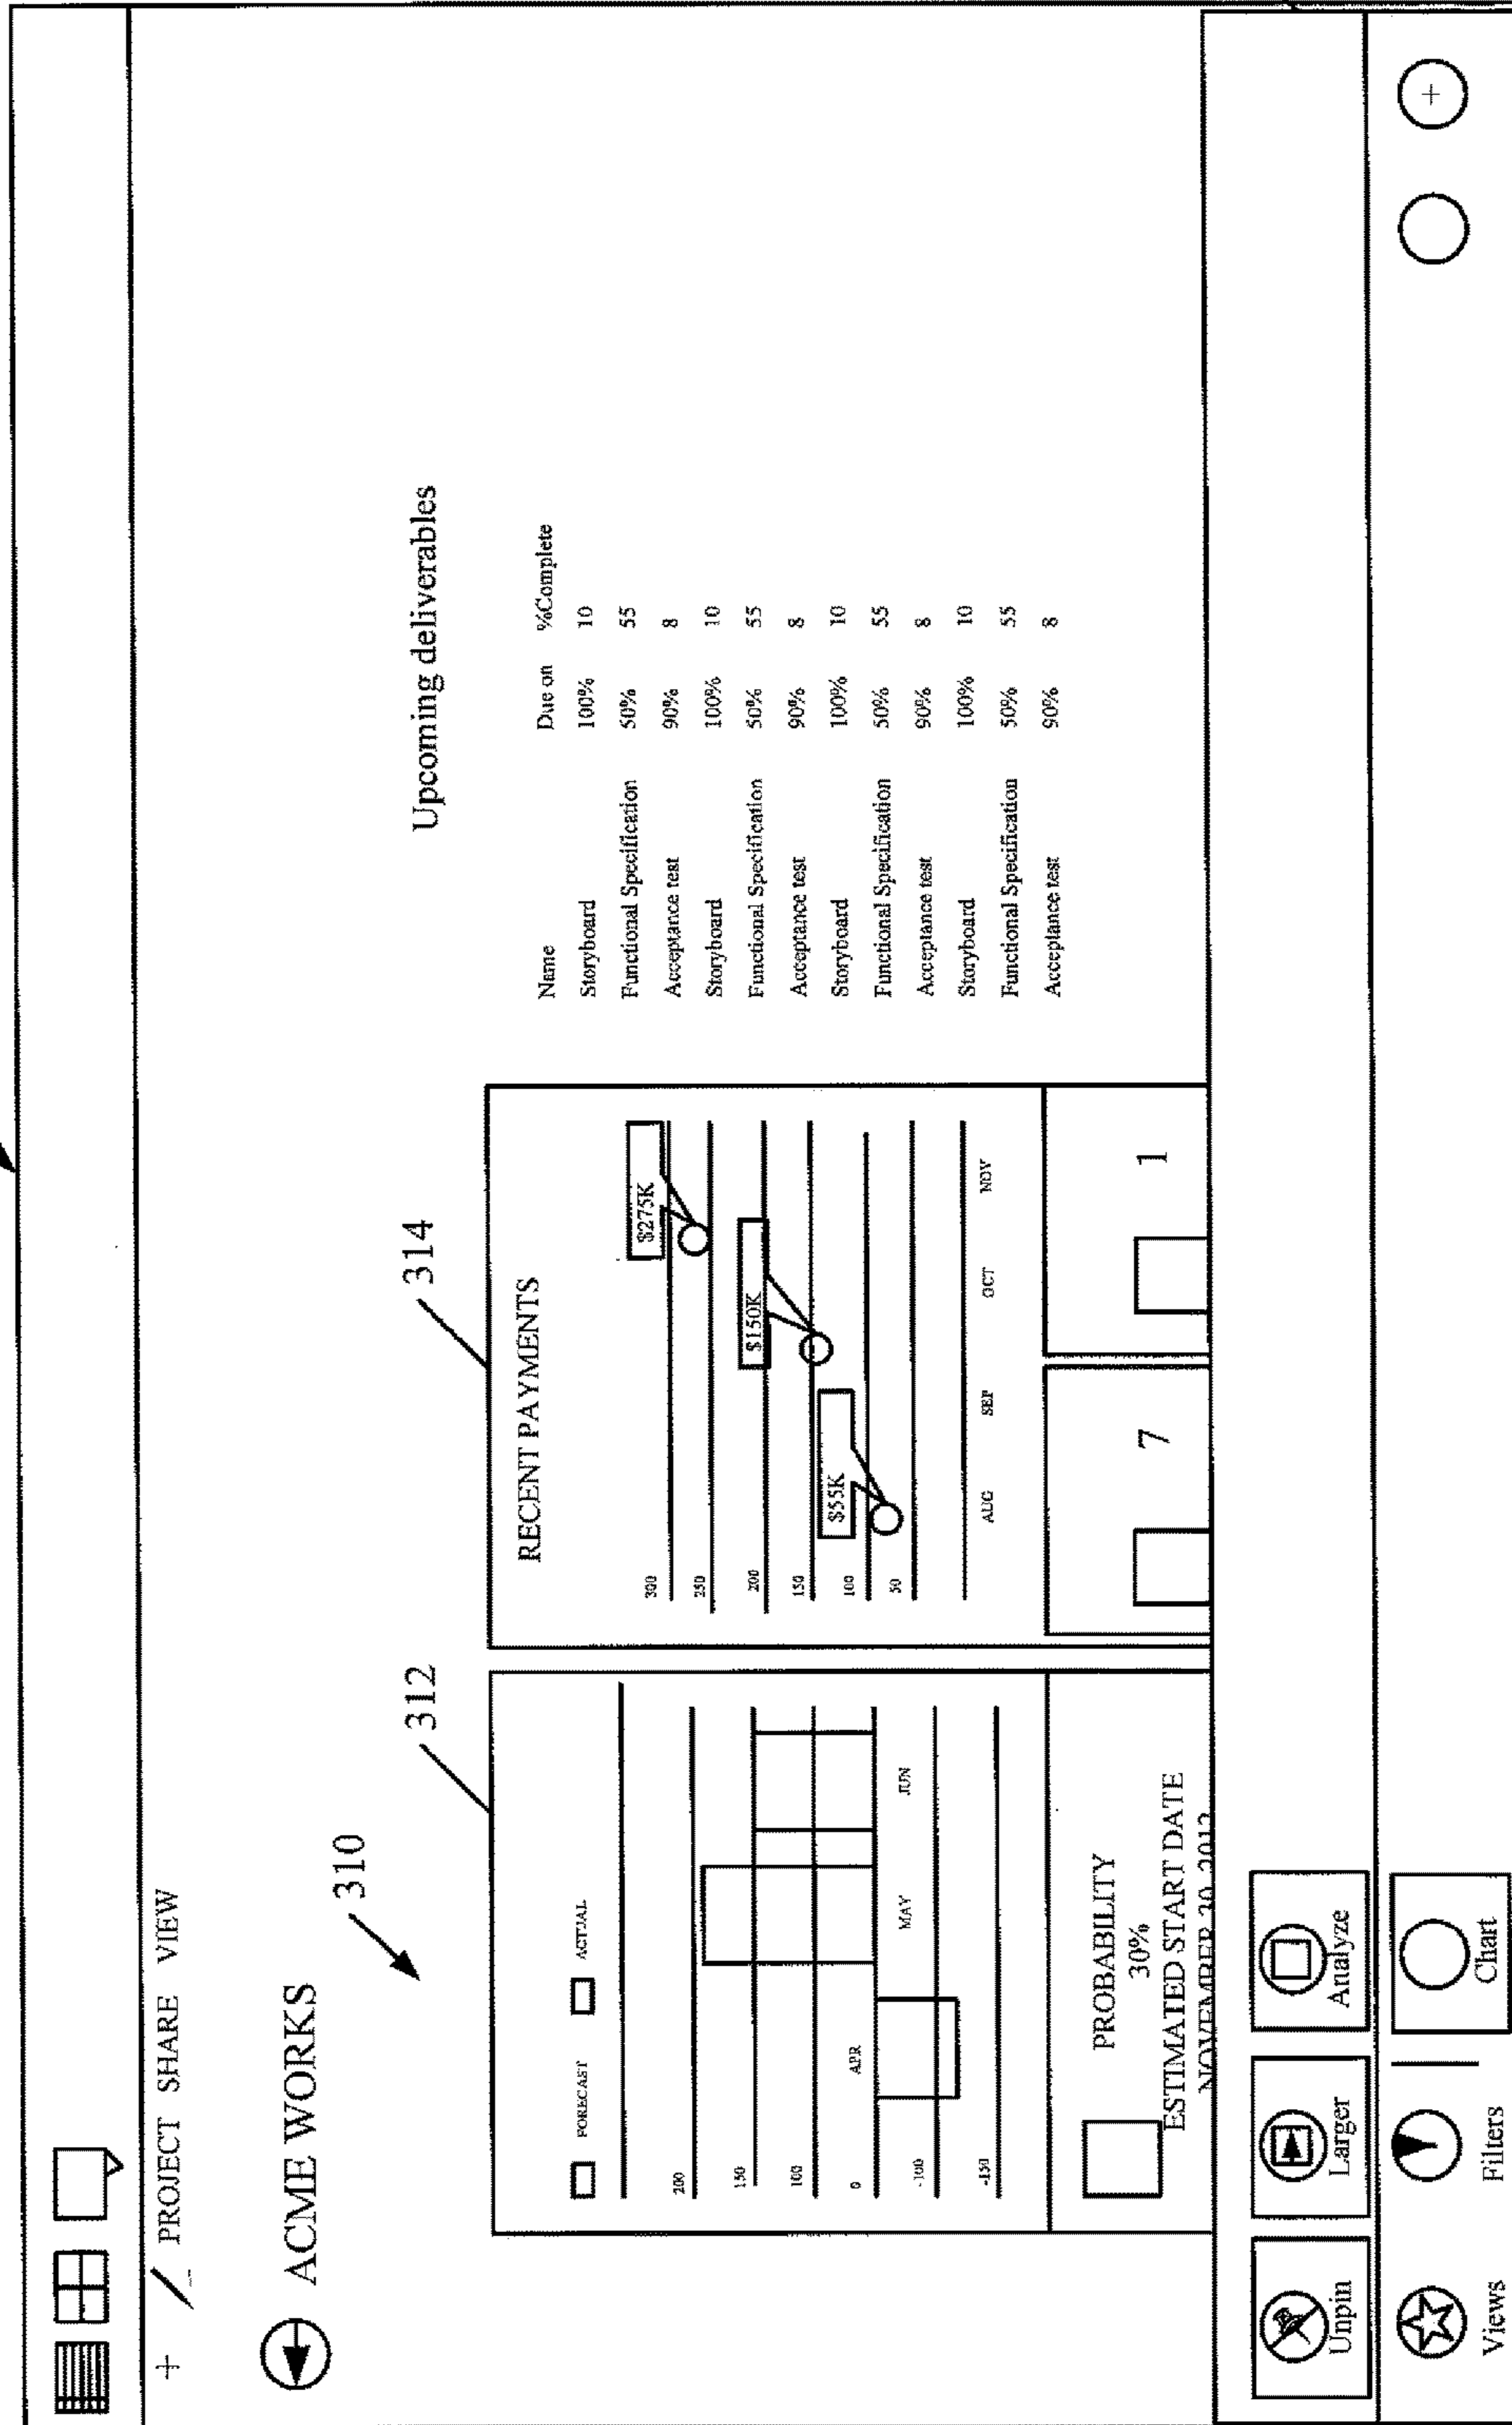 + PROJECT SHARE VIEW
ACME WORKS
310
312
314
FORECAST ACTUAL
200
150
100
0
-100
-150
APR MAY JUN
PROBABILITY
30%
ESTIMATED START DATE
NOVEMBER 30, 2012
RECENT PAYMENTS
300
250
200
150
100
50
$275K
$150K
$55K
AUG SEP OCT NOV
7
1
Upcoming deliverables
Name Due on %Complete
Storyboard 100% 10
Functional Specification 50% 55
Acceptance test 90% 8
Storyboard 100% 10
Functional Specification 50% 55
Acceptance test 90% 8
Storyboard 100% 10
Functional Specification 50% 55
Acceptance test 90% 8
Storyboard 100% 10
Functional Specification 50% 55
Acceptance test 90% 8
Unpin Larger Analyze
Views Filters Chart
+